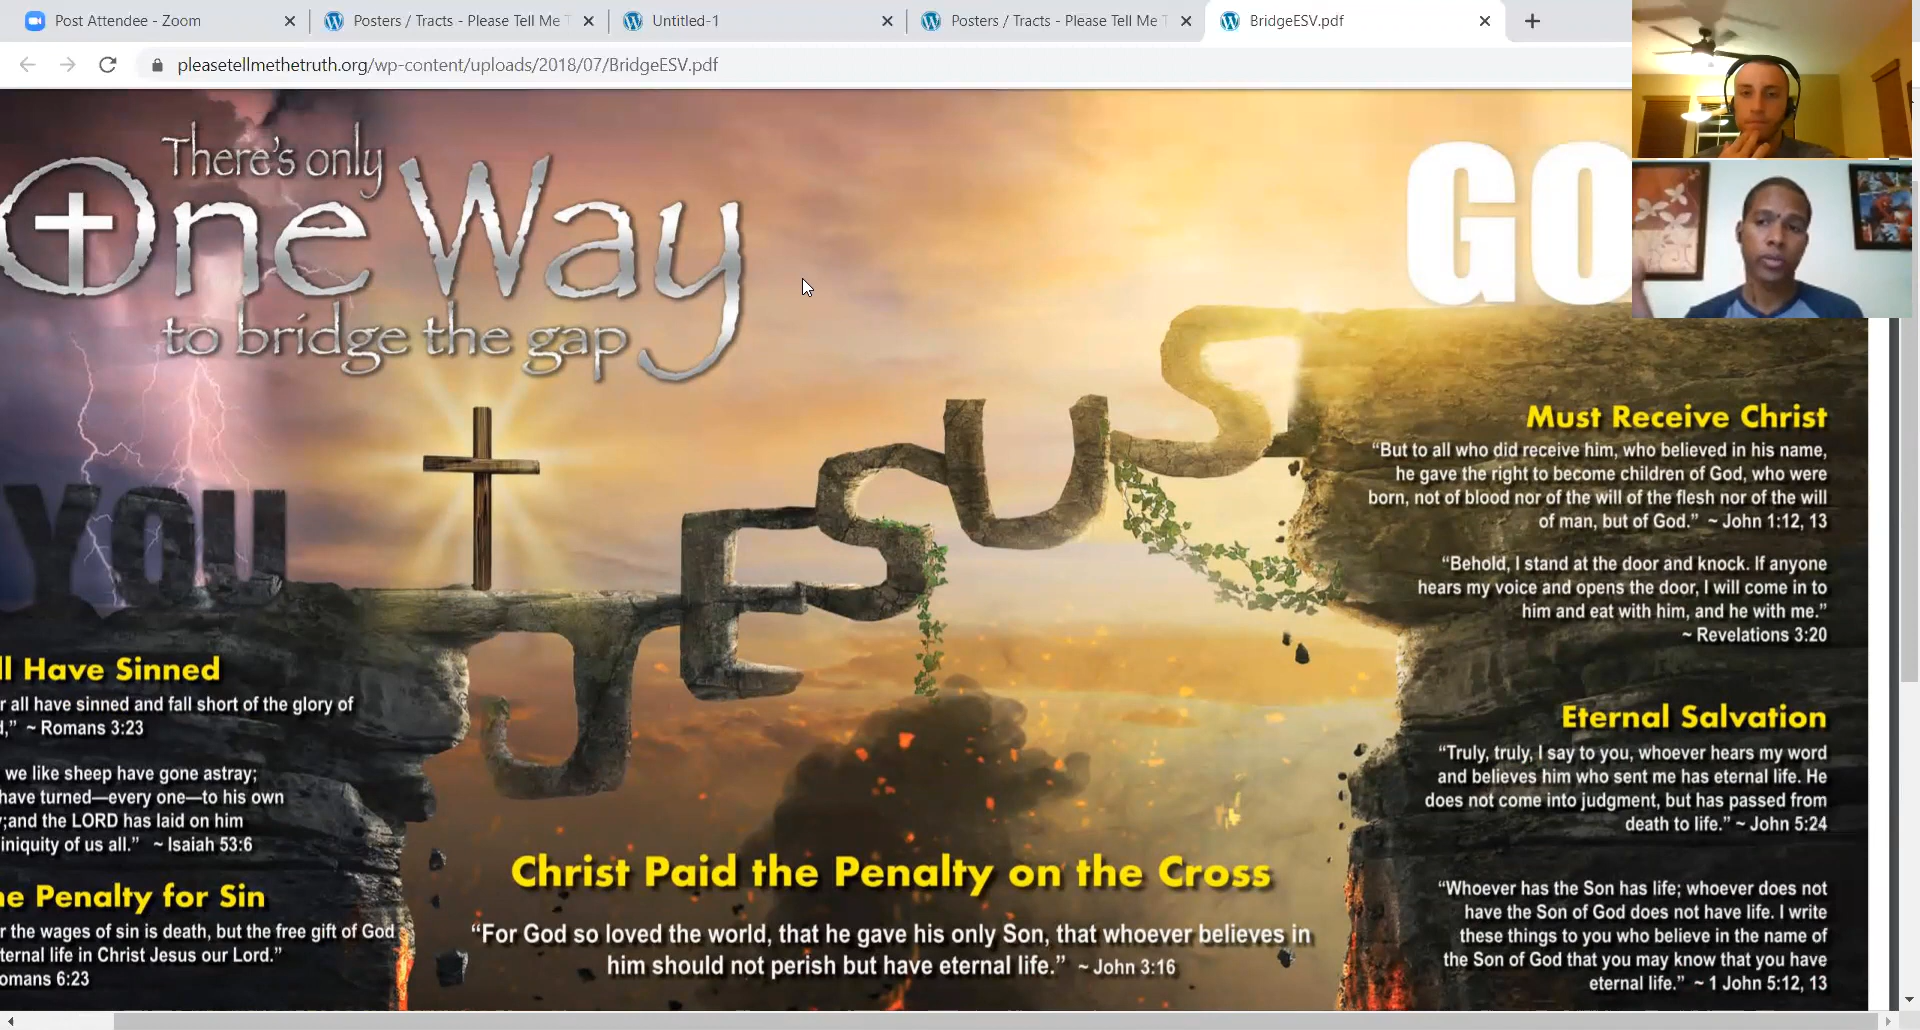 Post Attendee - Zoom
Posters / Tracts - Please Tell Me T
Untitled-1
Posters / Tracts - Please Tell Me T
BridgeESV.pdf
pleasetellmethetruth.org/wp-content/uploads/2018/07/BridgeESV.pdf
There's only
One Way
to bridge the gap
GO
YOU
JESUS
ll Have Sinned
r all have sinned and fall short of the glory of
d,” ~ Romans 3:23
we like sheep have gone astray;
have turned—every one—to his own
y;and the LORD has laid on him
iniquity of us all.” ~ Isaiah 53:6
he Penalty for Sin
r the wages of sin is death, but the free gift of God
ternal life in Christ Jesus our Lord.”
omans 6:23
Christ Paid the Penalty on the Cross
“For God so loved the world, that he gave his only Son, that whoever believes in
him should not perish but have eternal life.” ~ John 3:16
Must Receive Christ
“But to all who did receive him, who believed in his name,
he gave the right to become children of God, who were
born, not of blood nor of the will of the flesh nor of the will
of man, but of God.” ~ John 1:12, 13
“Behold, I stand at the door and knock. If anyone
hears my voice and opens the door, I will come in to
him and eat with him, and he with me.”
~ Revelations 3:20
Eternal Salvation
“Truly, truly, I say to you, whoever hears my word
and believes him who sent me has eternal life. He
does not come into judgment, but has passed from
death to life.” ~ John 5:24
“Whoever has the Son has life; whoever does not
have the Son of God does not have life. I write
these things to you who believe in the name of
the Son of God that you may know that you have
eternal life.” ~ 1 John 5:12, 13